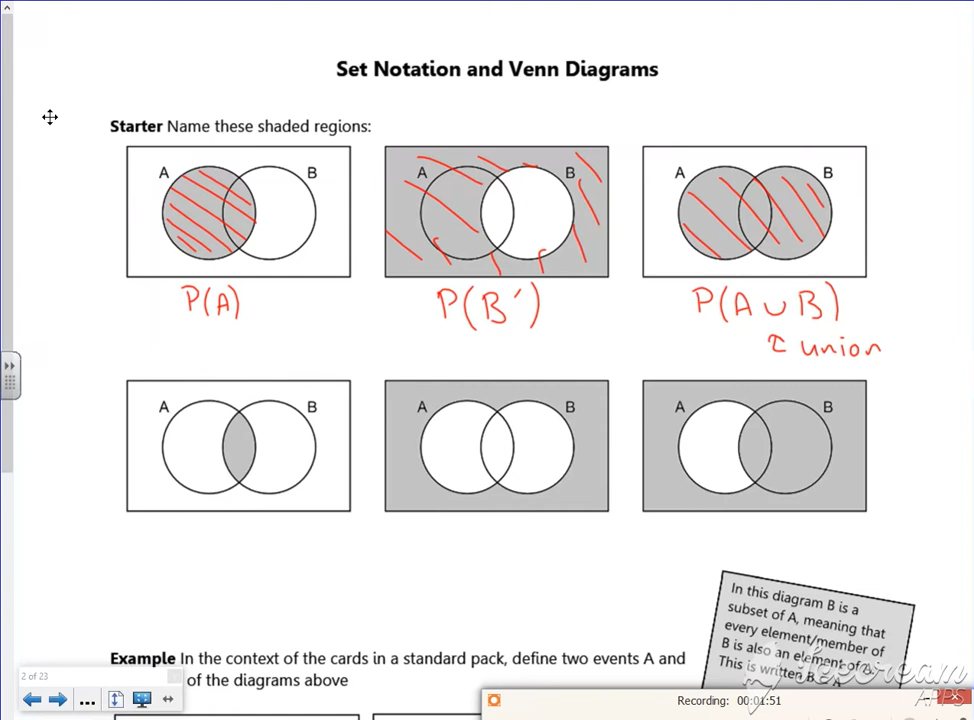 Set Notation and Venn Diagrams
Starter Name these shaded regions:
A B
A B
A B
P(A)
P(B′)
P(A∪B)
union
A B
A B
A B
In this diagram B is a
subset of A, meaning that
every element/member of
B is also an element of
This is written B
Example In the context of the cards in a standard pack, define two events A and
of the diagrams above
2 of 23
Recording: 00:01:51
Icecream
APPS